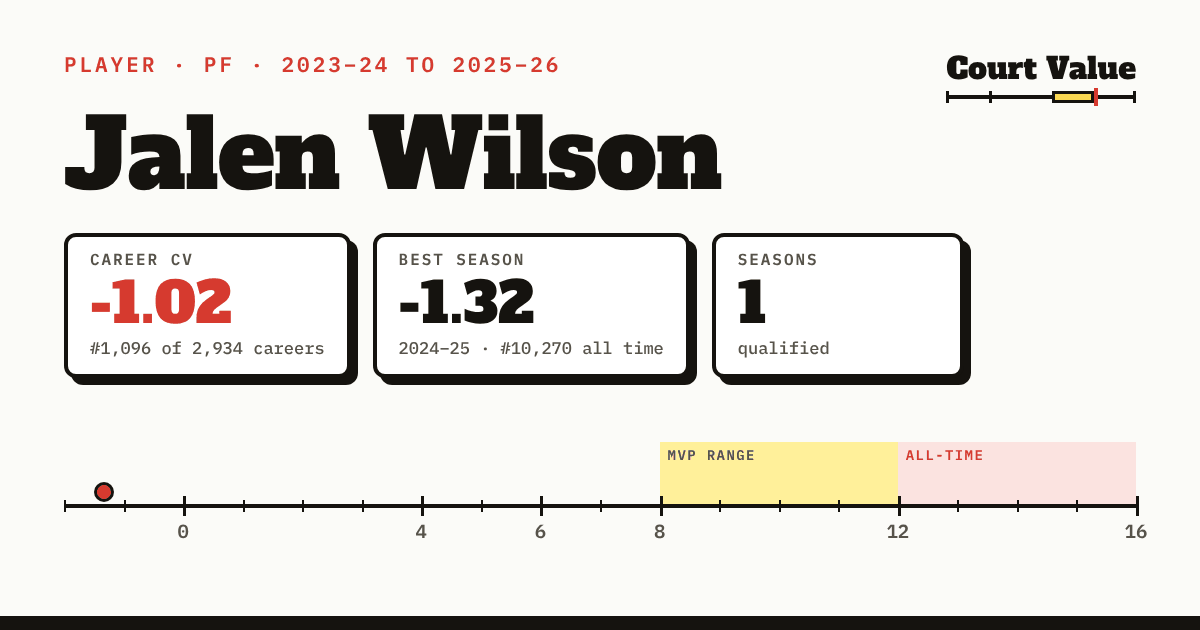 PLAYER · PF · 2023–24 TO 2025–26
Court Value
Jalen Wilson
CAREER CV
-1.02
#1,096 of 2,934 careers
BEST SEASON
-1.32
2024–25 · #10,270 all time
SEASONS
1
qualified
MVP RANGE
ALL-TIME
0 4 6 8 12 16